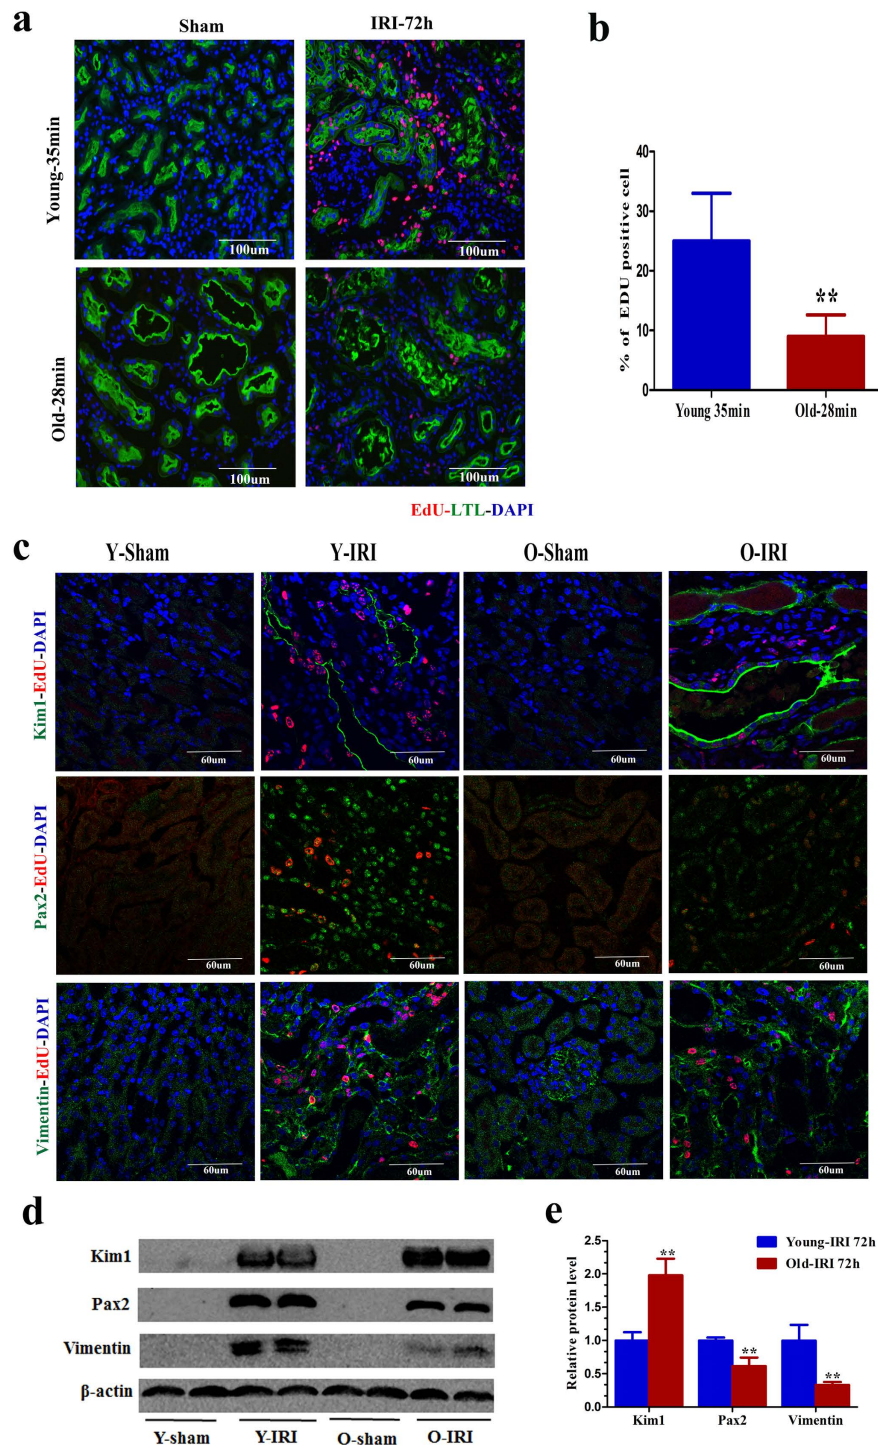 a
Sham
IRI-72h
Young-35min
100um
100um
Old-28min
100um
100um
EdU-LTL-DAPI
b
% of EDU positive cell
40
30
20
10
0
**
Young 35min
Old-28min
c
Y-Sham
Y-IRI
O-Sham
O-IRI
Kim1-EdU-DAPI
60um
60um
60um
60um
Pax2-EdU-DAPI
60um
60um
60um
60um
Vimentin-EdU-DAPI
60um
60um
60um
60um
d
Kim1
Pax2
Vimentin
β-actin
Y-sham
Y-IRI
O-sham
O-IRI
e
Relative protein level
2.5
2.0
1.5
1.0
0.5
0.0
**
**
**
Young-IRI 72h
Old-IRI 72h
Kim1
Pax2
Vimentin